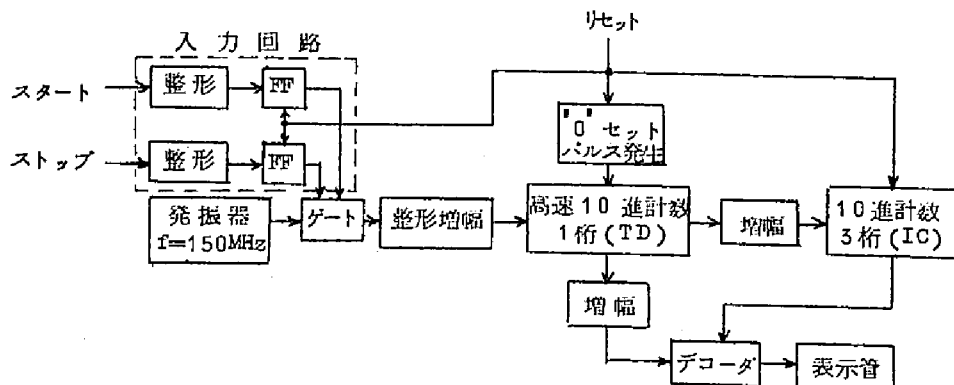 リセット
入力回路
スタート
整形
FF
"0"セット
パルス発生
ストップ
整形
FF
発振器
f=150MHz
ゲート
整形増幅
高速10進計数
1桁(TD)
増幅
10進計数
3桁(IC)
増幅
デコーダ
表示管